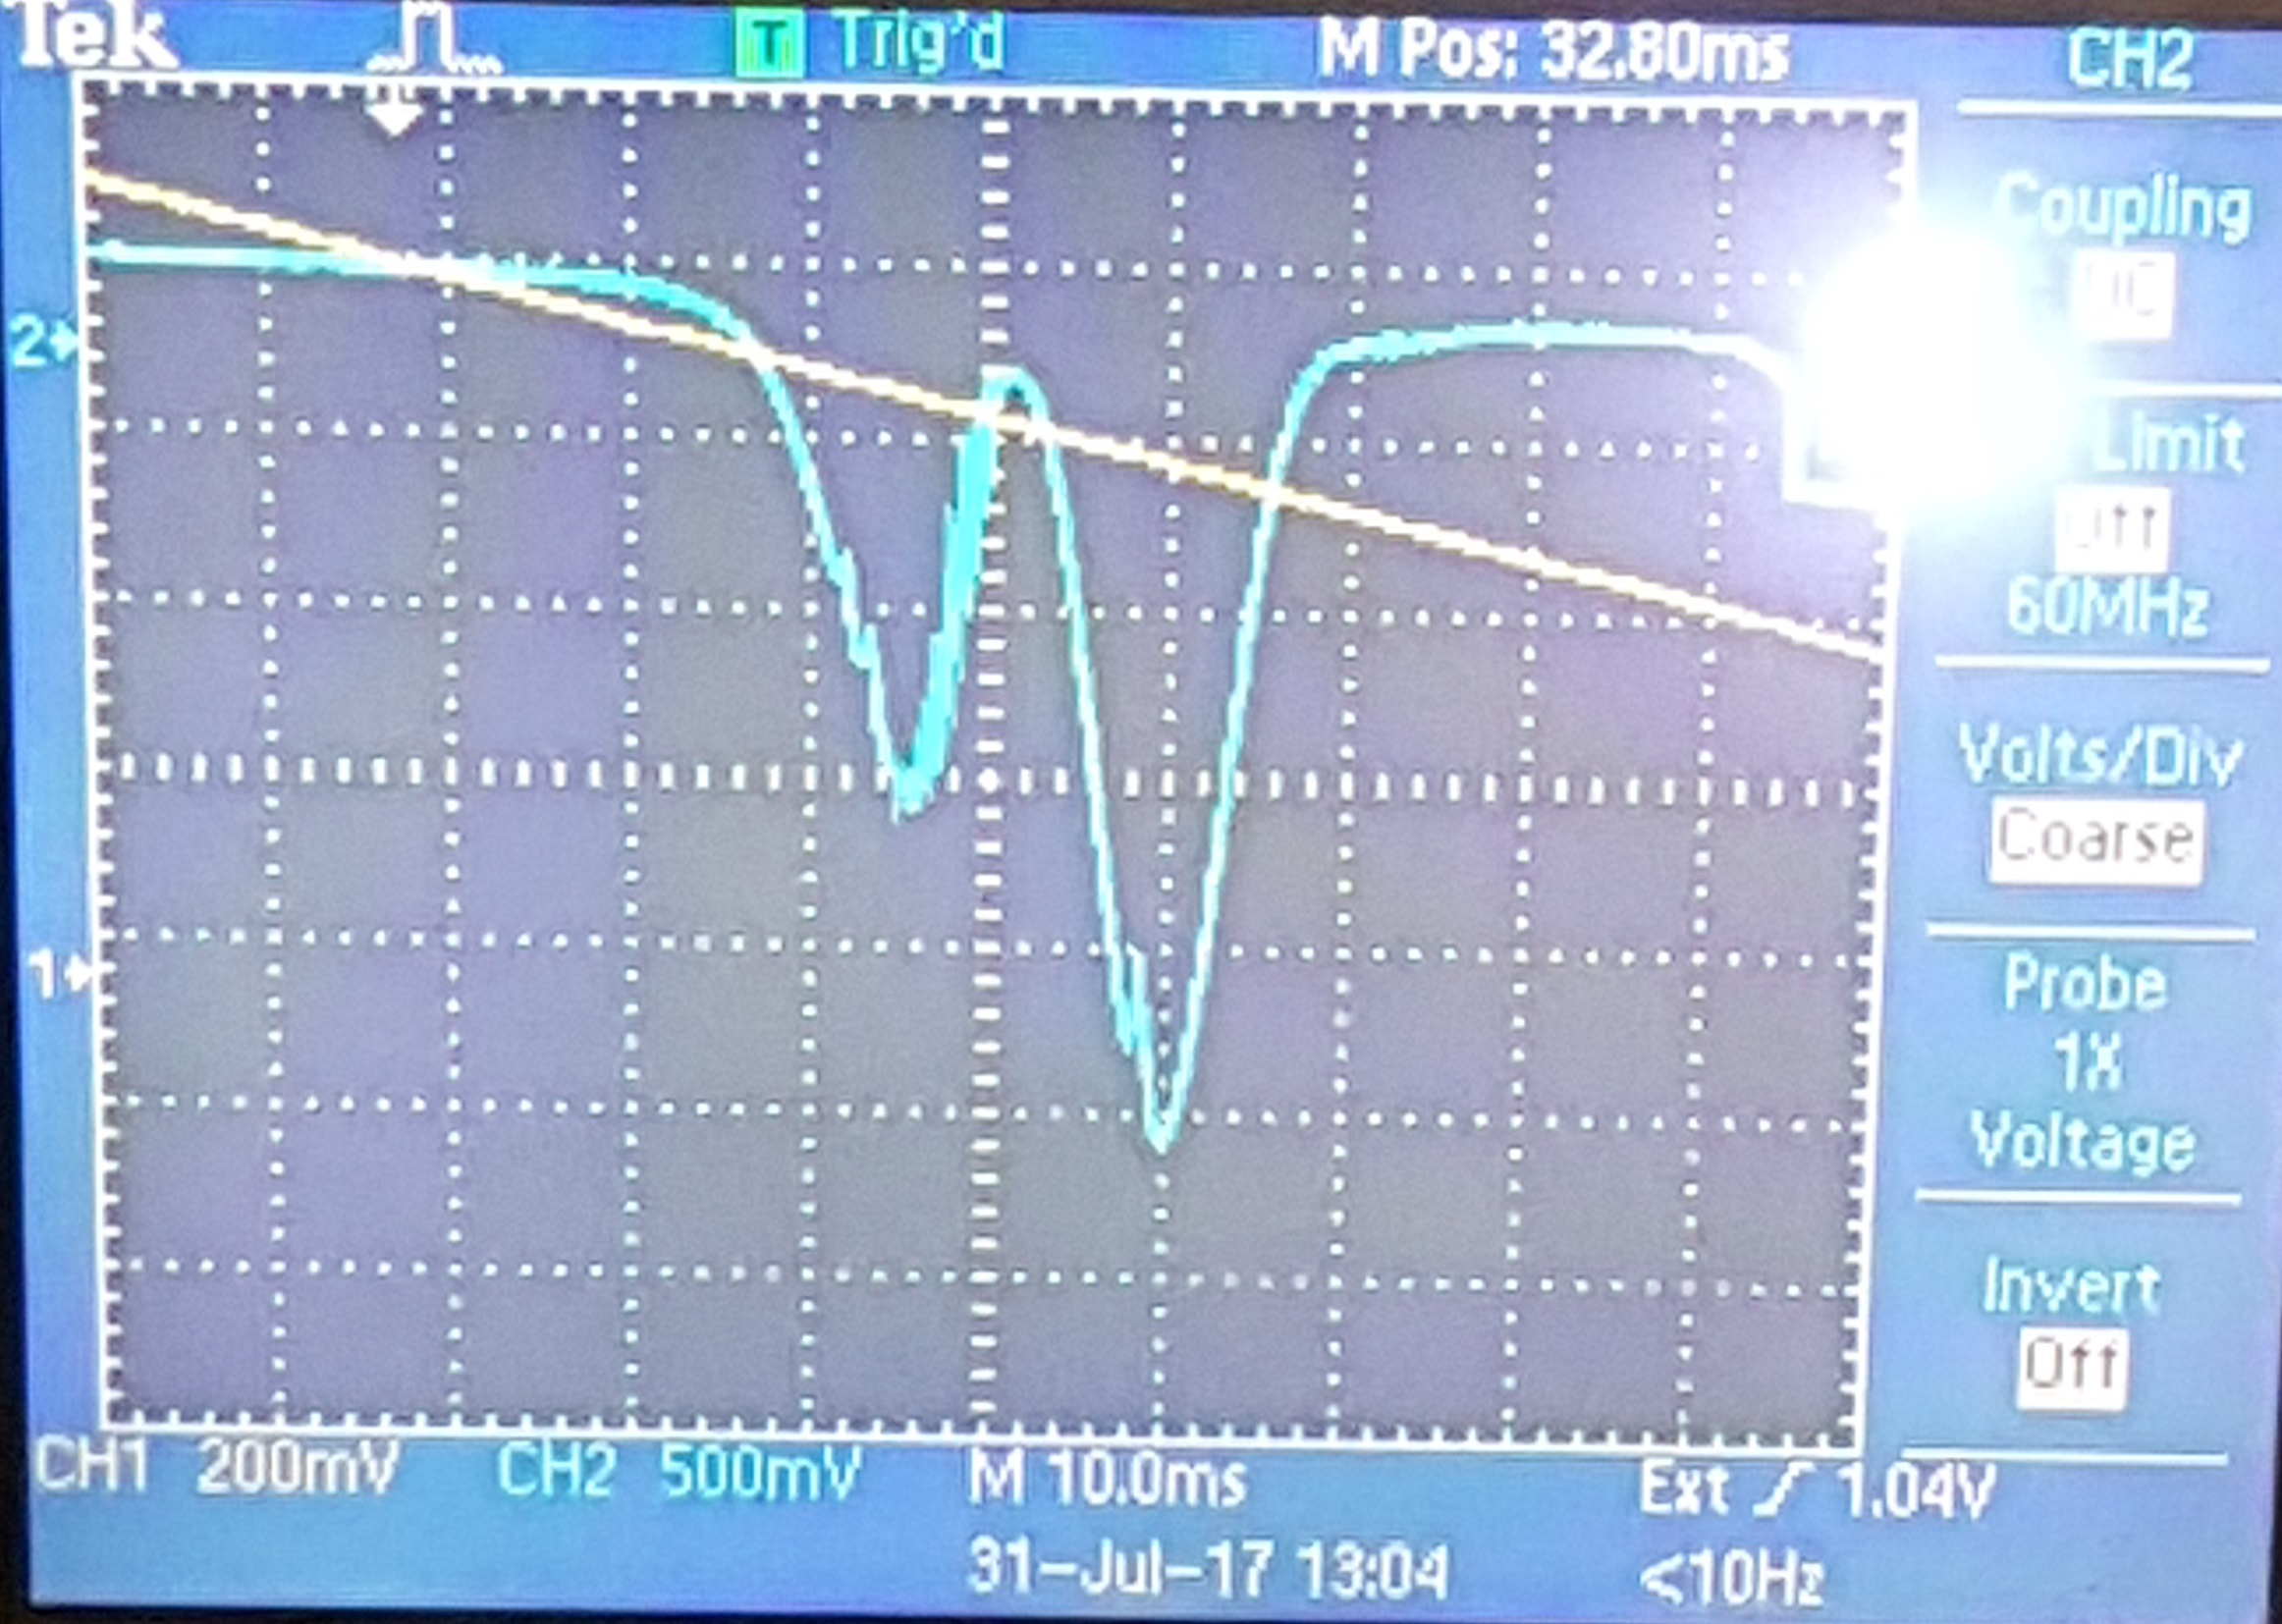 Tek T Trig'd M Pos: 32.80ms CH2
Coupling
2
Limit
Off
60MHz
Volts/Div
Coarse
1
Probe
1X
Voltage
Invert
Off
CH1 200mV CH2 500mV M 10.0ms Ext 1.04V
31-Jul-17 13:04 <10Hz